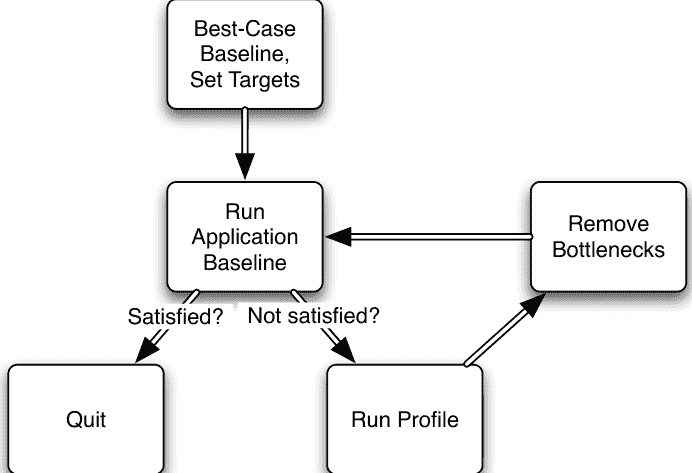 Best-Case
Baseline,
Set Targets
Run
Application
Baseline
Remove
Bottlenecks
Satisfied?
Not satisfied?
Quit
Run Profile